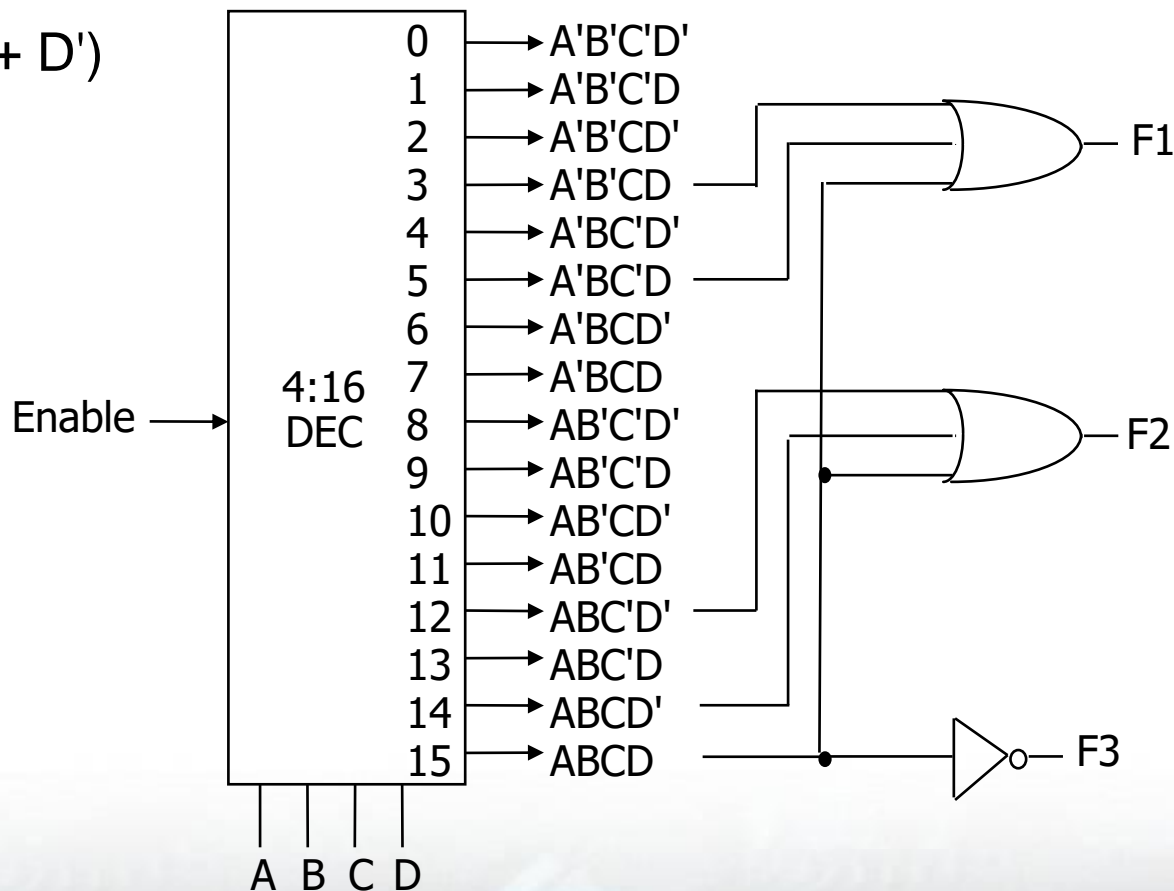 + D')
0 A'B'C'D'
1 A'B'C'D
2 A'B'CD'
3 A'B'CD
4 A'BC'D'
5 A'BC'D
6 A'BCD'
7 A'BCD
8 AB'C'D'
9 AB'C'D
10 AB'CD'
11 AB'CD
12 ABC'D'
13 ABC'D
14 ABCD'
15 ABCD
Enable
4:16
DEC
A B C D
F1
F2
F3